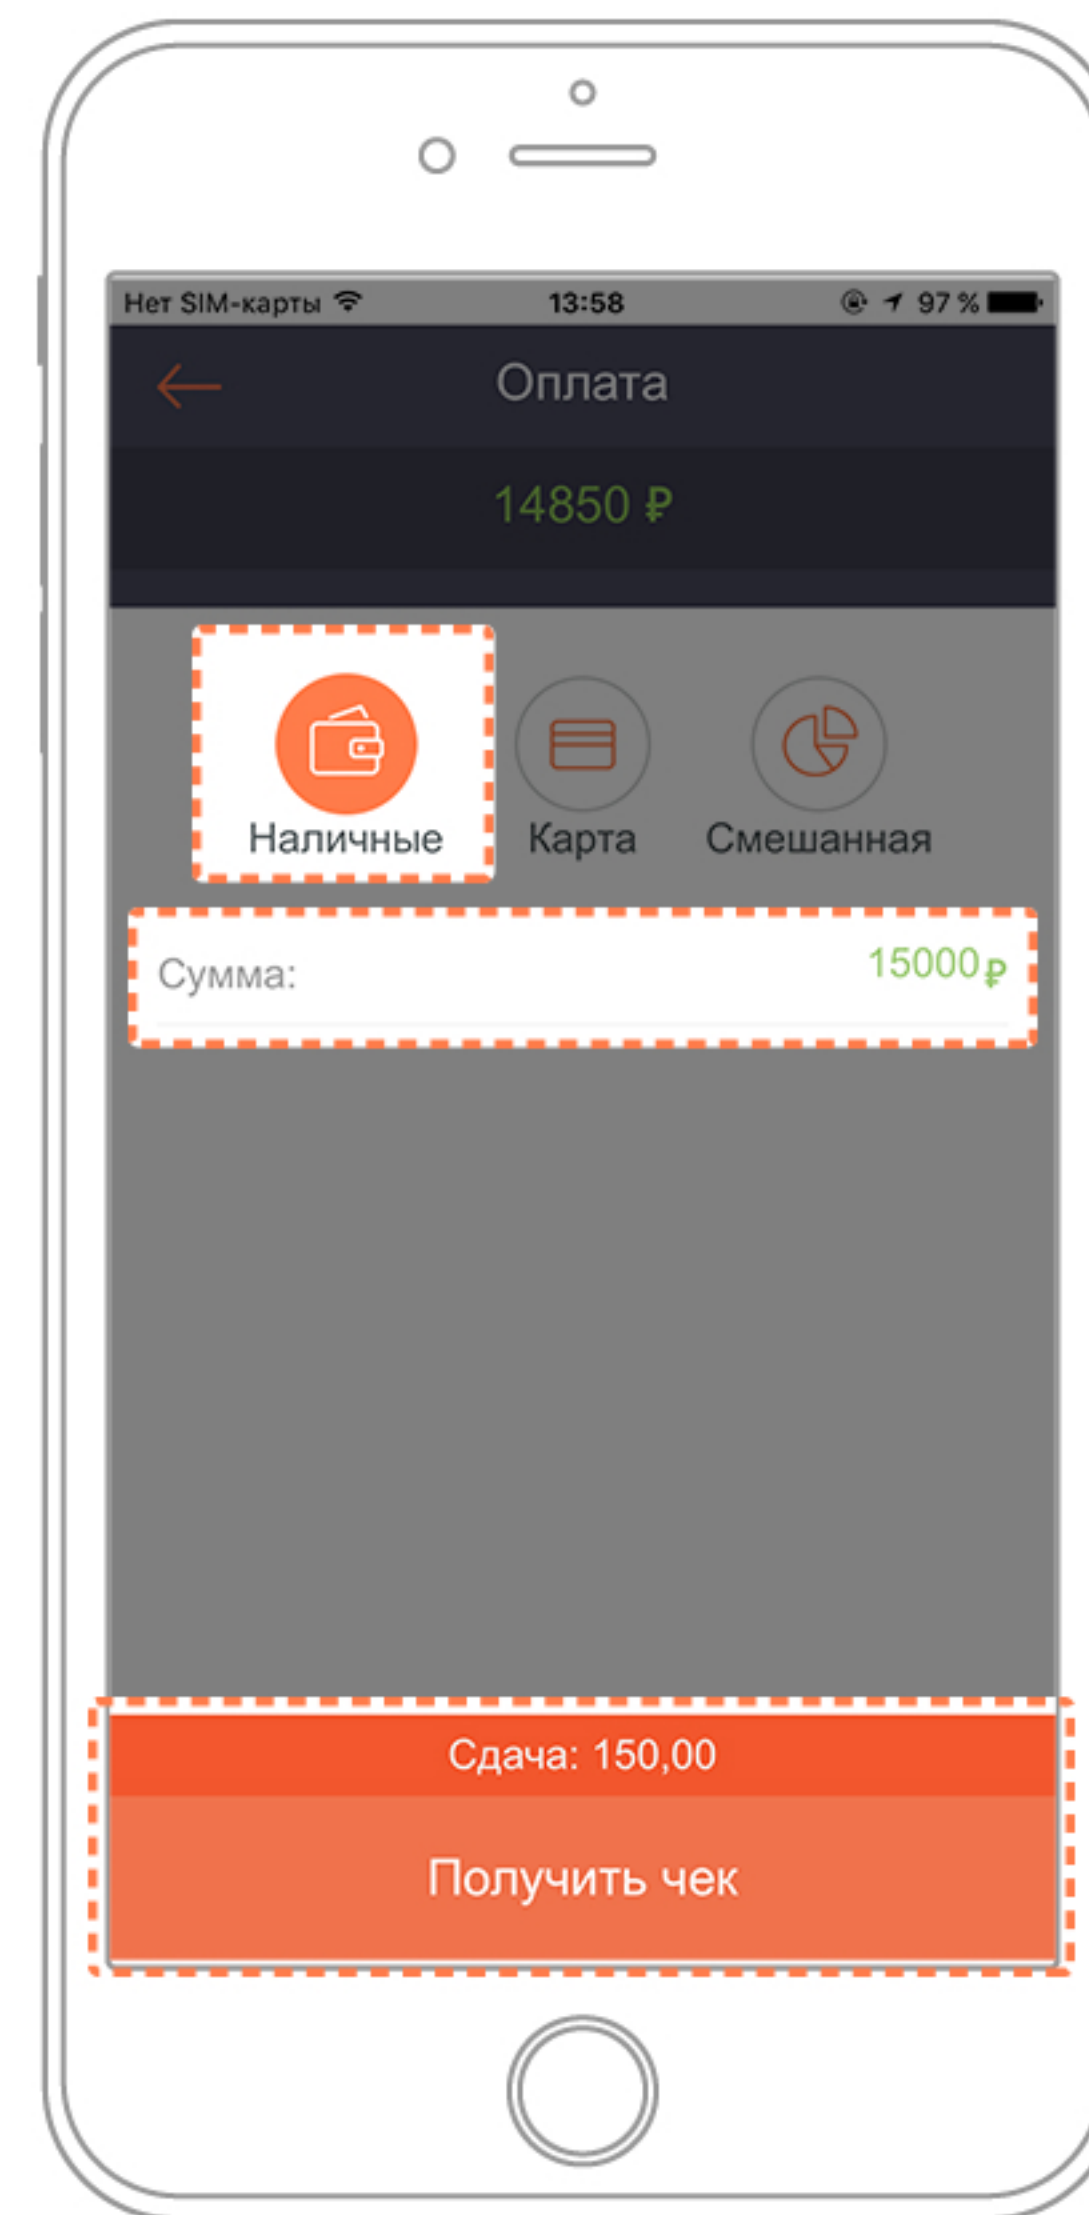 Нет SIM-карты 13:58 97 %
Оплата
14850 ₽
Наличные Карта Смешанная
Сумма: 15000 ₽
Сдача: 150,00
Получить чек